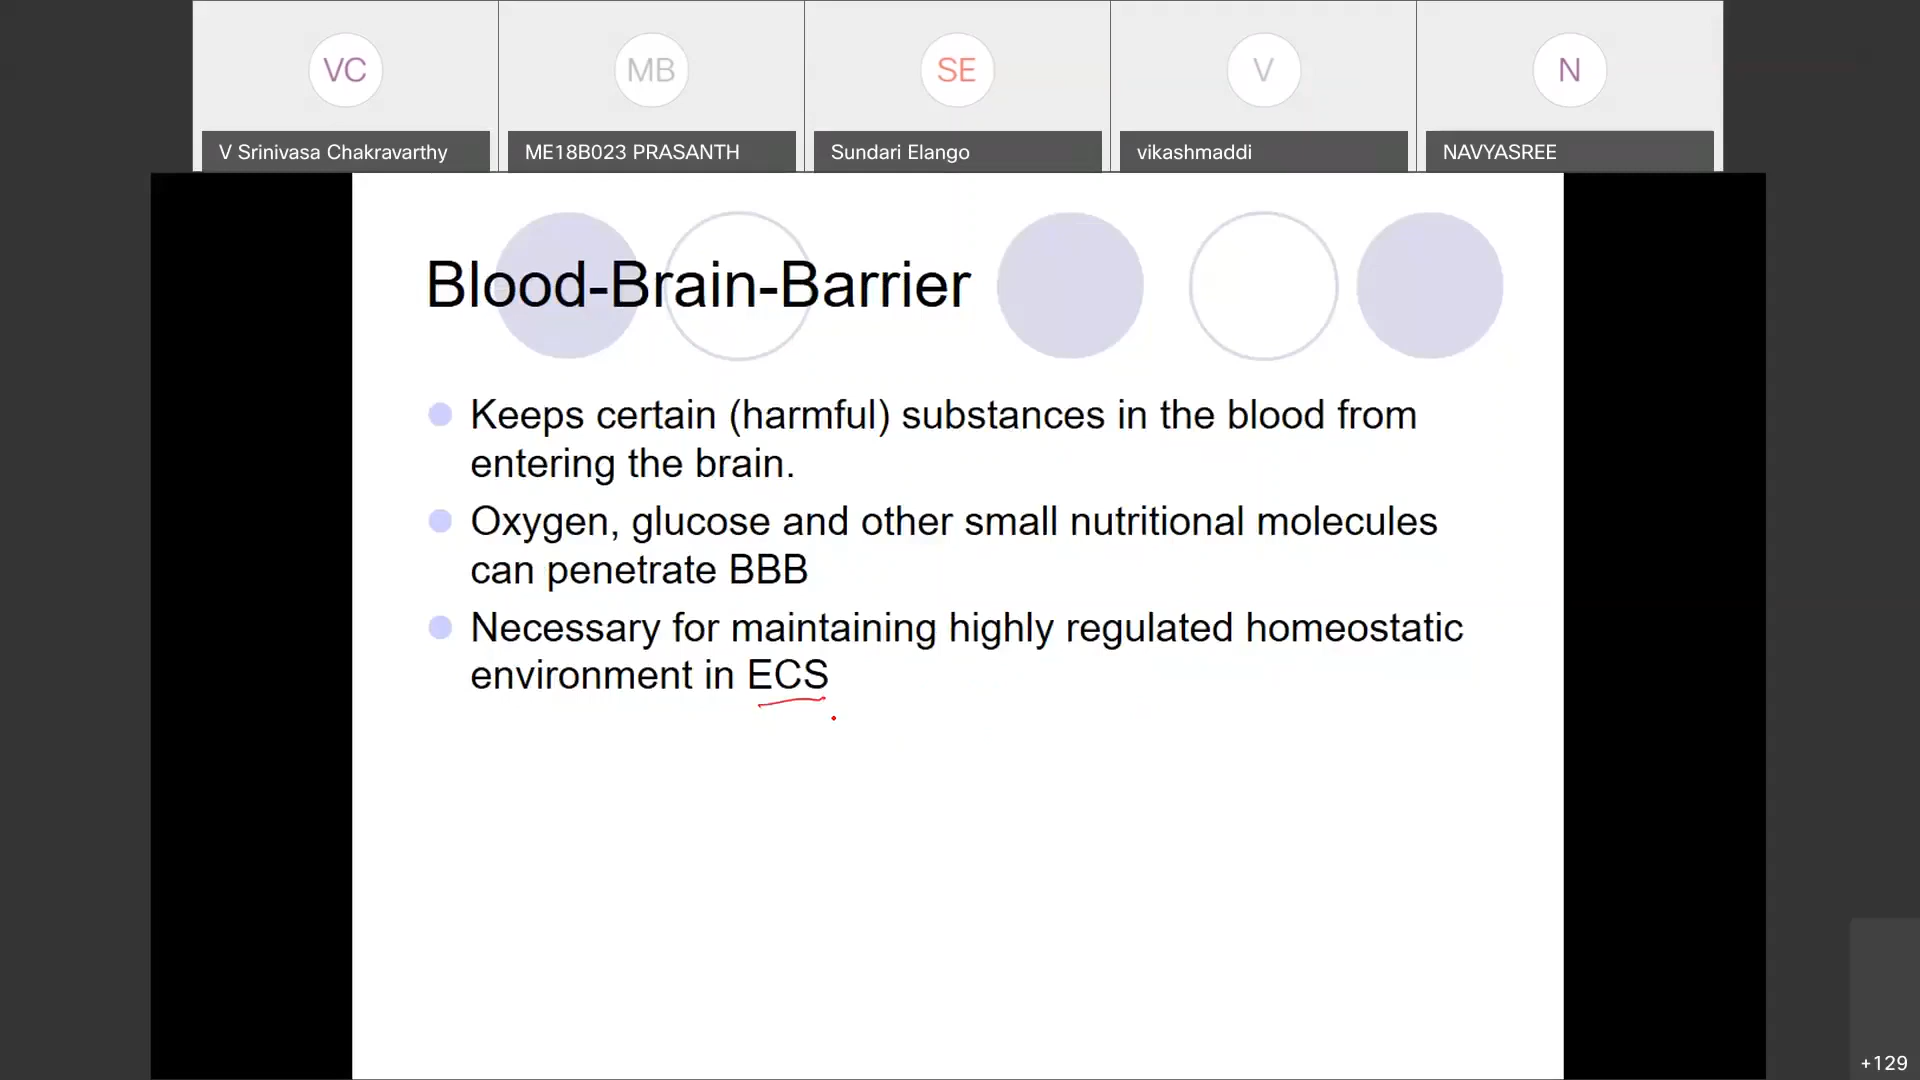 VC
MB
SE
V
N
V Srinivasa Chakravarthy
ME18B023 PRASANTH
Sundari Elango
vikashmaddi
NAVYASREE
Blood-Brain-Barrier
Keeps certain (harmful) substances in the blood from
entering the brain.
Oxygen, glucose and other small nutritional molecules
can penetrate BBB
Necessary for maintaining highly regulated homeostatic
environment in ECS
+129